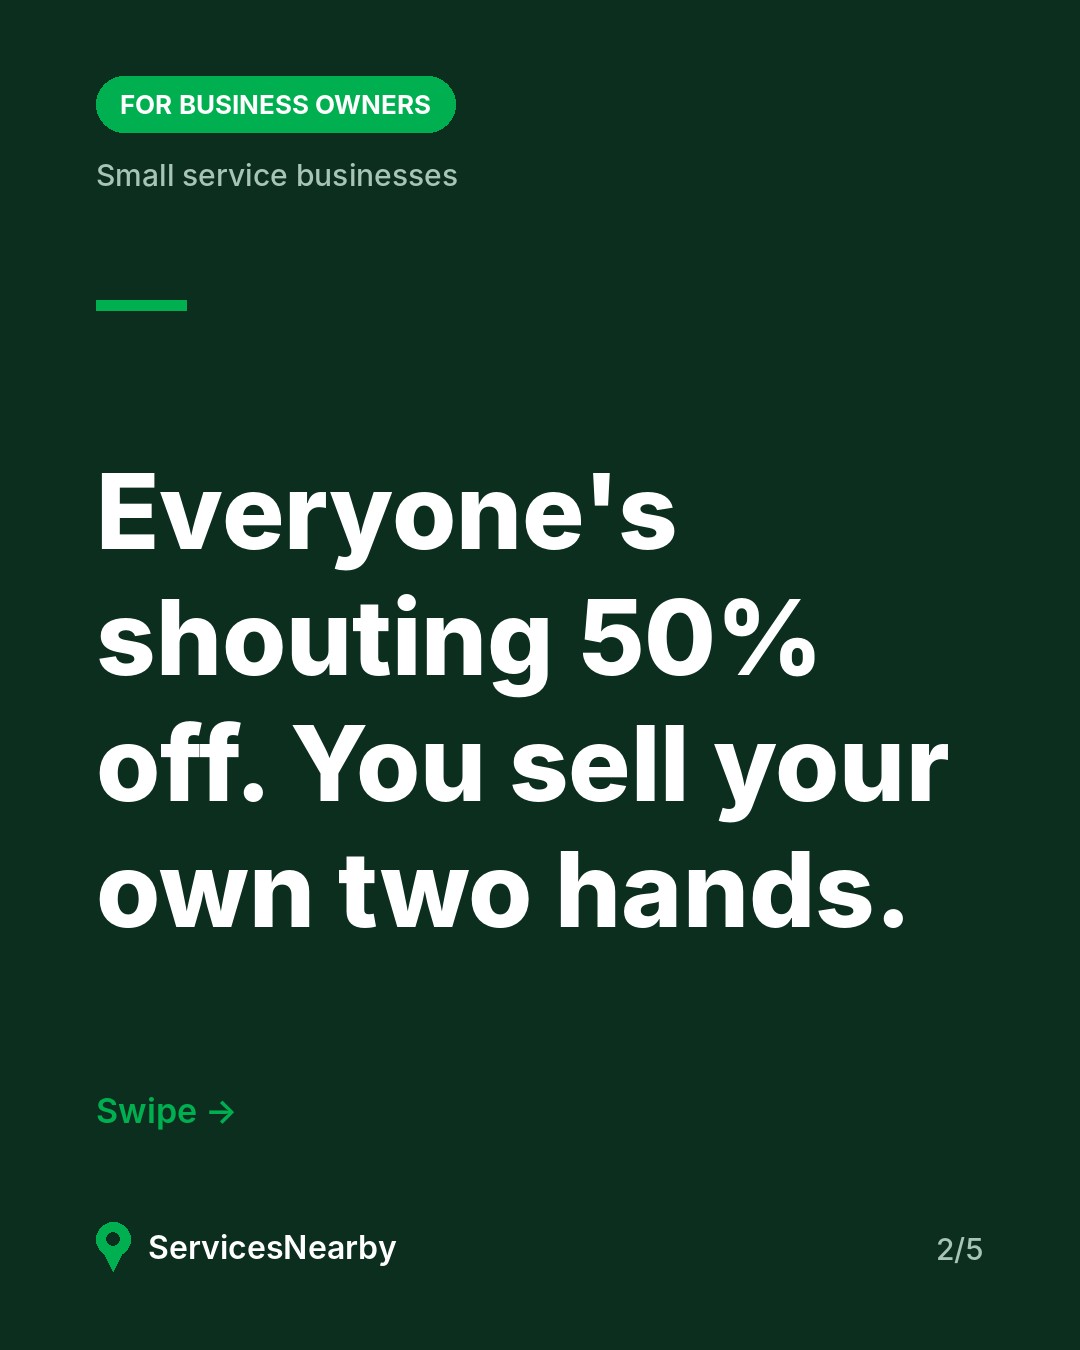 FOR BUSINESS OWNERS
Small service businesses
Everyone's
shouting 50%
off. You sell your
own two hands.
Swipe →
ServicesNearby
2/5